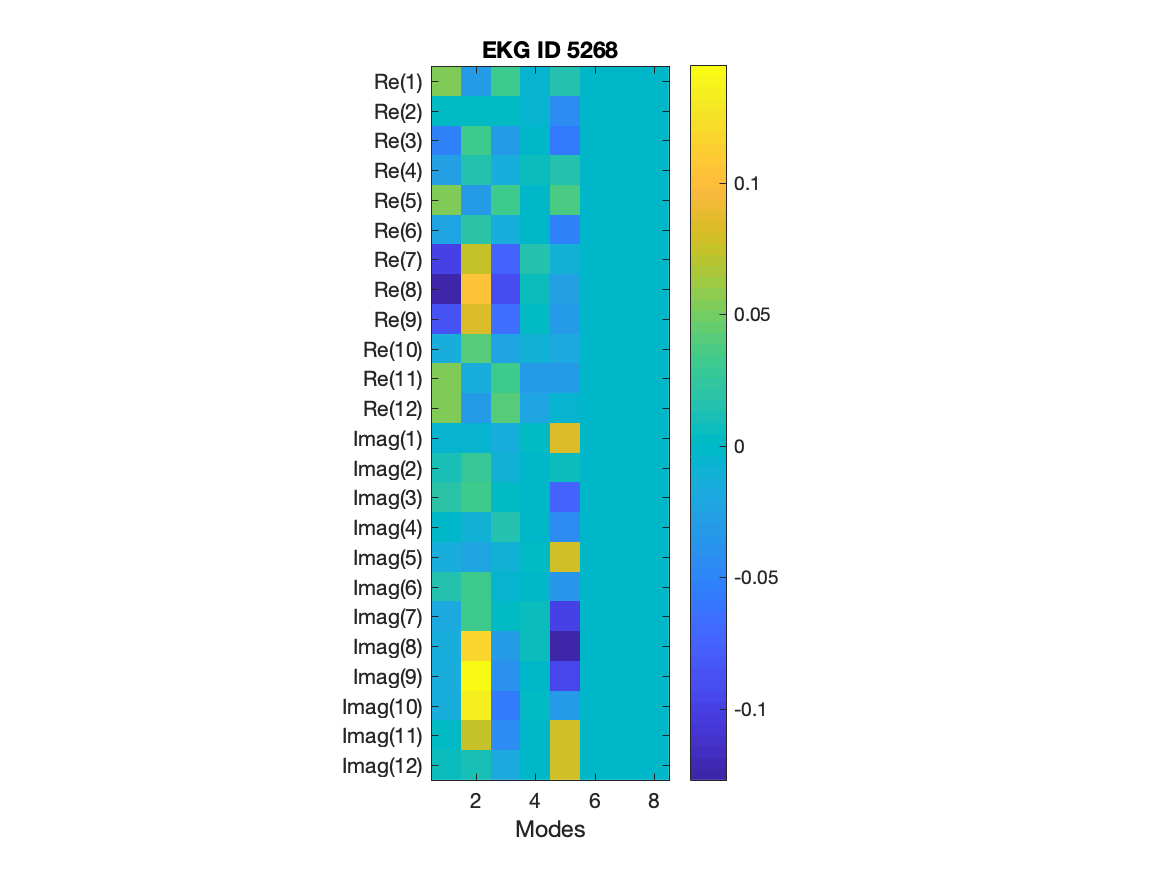 EKG ID 5268
Re(1)
Re(2)
Re(3)
Re(4)
Re(5)
Re(6)
Re(7)
Re(8)
Re(9)
Re(10)
Re(11)
Re(12)
Imag(1)
Imag(2)
Imag(3)
Imag(4)
Imag(5)
Imag(6)
Imag(7)
Imag(8)
Imag(9)
Imag(10)
Imag(11)
Imag(12)
2 4 6 8
Modes
0.1
0.05
0
-0.05
-0.1